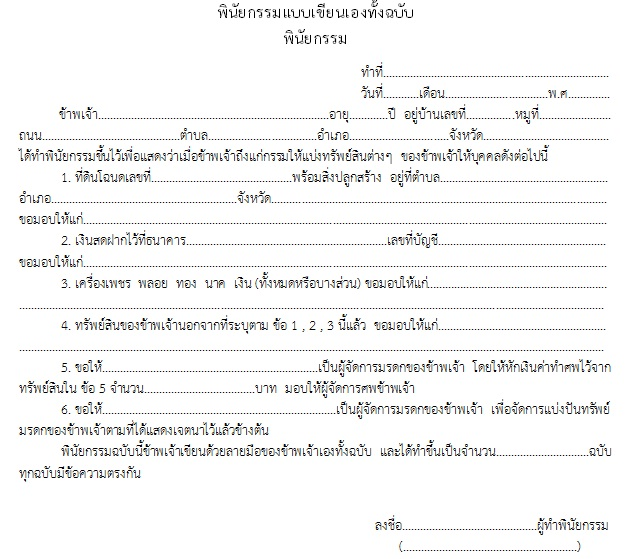 พินัยกรรมแบบเขียนเองทั้งฉบับ
พินัยกรรม
ทำที่..................................................................
วันที่...........เดือน..............................พ.ศ.............
ข้าพเจ้า....................................................................อายุ...........ปี อยู่บ้านเลขที่..............หมู่ที่.....................
ถนน........................................ตำบล................................อำเภอ.............................จังหวัด.....................................
ได้ทำพินัยกรรมขึ้นไว้เพื่อแสดงว่าเมื่อข้าพเจ้าถึงแก่กรรมให้แบ่งทรัพย์สินต่างๆ ของข้าพเจ้าให้บุคคลดังต่อไปนี้
1. ที่ดินโฉนดเลขที่.........................................พร้อมสิ่งปลูกสร้าง อยู่ที่ตำบล.................................................
อำเภอ......................................................จังหวัด..................................................................................................
ขอมอบให้แก่.........................................................................................................................................................
2. เงินสดฝากไว้ที่ธนาคาร..........................................................เลขที่บัญชี.................................................
ขอมอบให้แก่.........................................................................................................................................................
3. เครื่องเพชร พลอย ทอง นาค เงิน (ทั้งหมดหรือบางส่วน) ขอมอบให้แก่....................................................
...........................................................................................................................................................................
4. ทรัพย์สินของข้าพเจ้านอกจากที่ระบุตาม ข้อ 1 , 2 , 3 นี้แล้ว ขอมอบให้แก่.................................................
...........................................................................................................................................................................
5. ขอให้...............................................................เป็นผู้จัดการมรดกของข้าพเจ้า โดยให้หักเงินค่าทำศพไว้จาก
ทรัพย์สินใน ข้อ 5 จำนวน................................บาท มอบให้ผู้จัดการศพข้าพเจ้า
6. ขอให้....................................................................เป็นผู้จัดการมรดกของข้าพเจ้า เพื่อจัดการแบ่งปันทรัพย์
มรดกของข้าพเจ้าตามที่ได้แสดงเจตนาไว้แล้วข้างต้น
พินัยกรรมฉบับนี้ข้าพเจ้าเขียนด้วยลายมือของข้าพเจ้าเองทั้งฉบับ และได้ทำขึ้นเป็นจำนวน...........................ฉบับ
ทุกฉบับมีข้อความตรงกัน
ลงชื่อ........................................ผู้ทำพินัยกรรม
(....................................................)